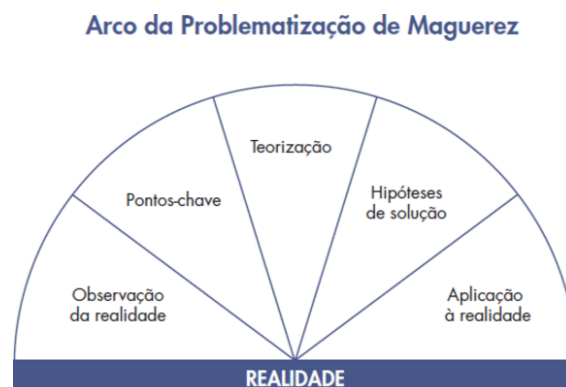 Arco da Problematização de Maguerez
Teorização
Pontos-chave
Hipóteses
de solução
Observação
da realidade
Aplicação
à realidade
REALIDADE